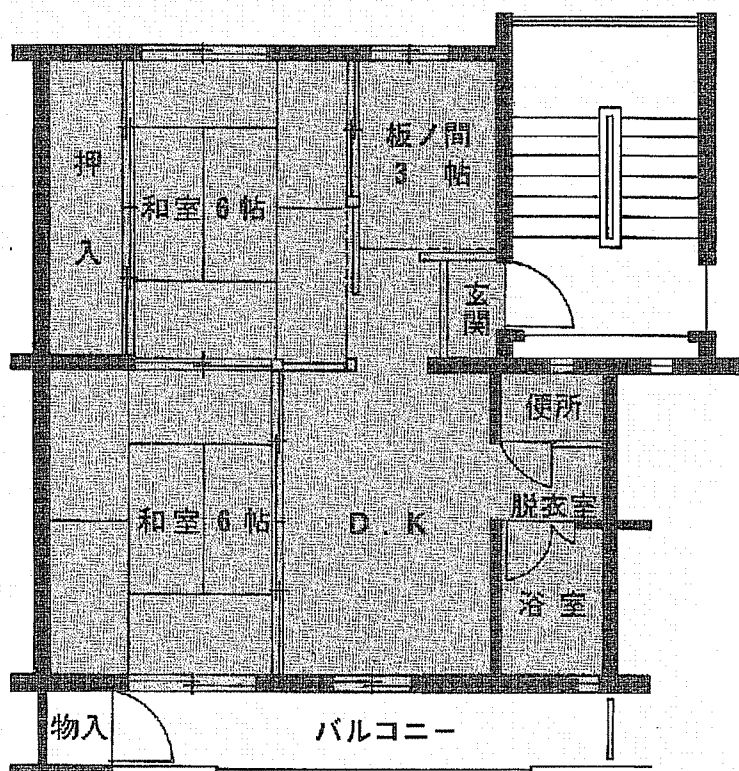 押入
和室 6 帖
板ノ間
3 帖
玄関
便所
脱衣室
和室 6 帖
D . K
浴室
物入
バルコニー